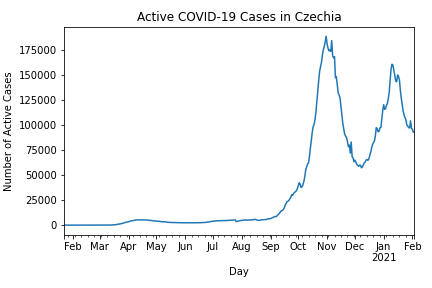 Active COVID-19 Cases in Czechia
Number of Active Cases
175000
150000
125000
100000
75000
50000
25000
0
Feb Mar Apr May Jun Jul Aug Sep Oct Nov Dec Jan Feb
2021
Day